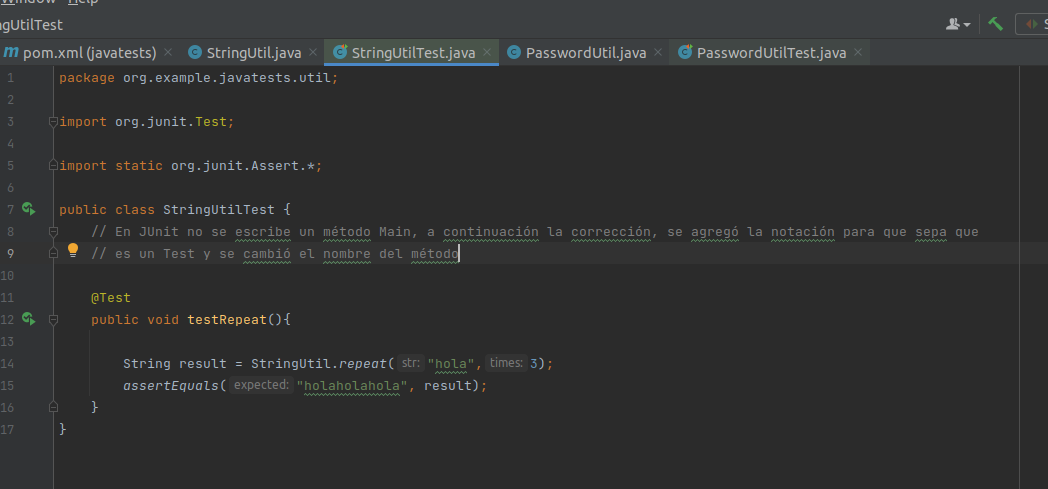 Window Help
ngUtilTest
pom.xml (javatests) StringUtil.java StringUtilTest.java PasswordUtil.java PasswordUtilTest.java
1 package org.example.javatests.util;
2
3 import org.junit.Test;
4
5 import static org.junit.Assert.*;
6
7 public class StringUtilTest {
8 // En JUnit no se escribe un método Main, a continuación la corrección, se agregó la notación para que sepa que
9 // es un Test y se cambió el nombre del método
10
11 @Test
12 public void testRepeat(){
13
14 String result = StringUtil.repeat( str: "hola", times: 3);
15 assertEquals( expected: "holaholahola", result);
16 }
17 }